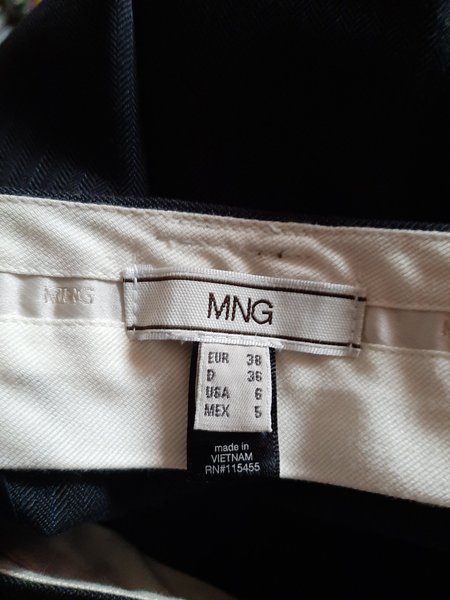 MNG
MNG
EUR 38
D 36
USA 6
MEX 5
made in
VIETNAM
RN#115455